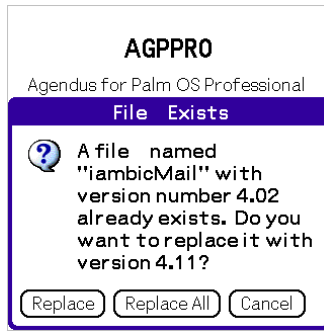 AGPPRO
Agendus for Palm OS Professional
File Exists
A file named
"iambicMail" with
version number 4.02
already exists. Do you
want to replace it with
version 4.11?
Replace Replace All Cancel